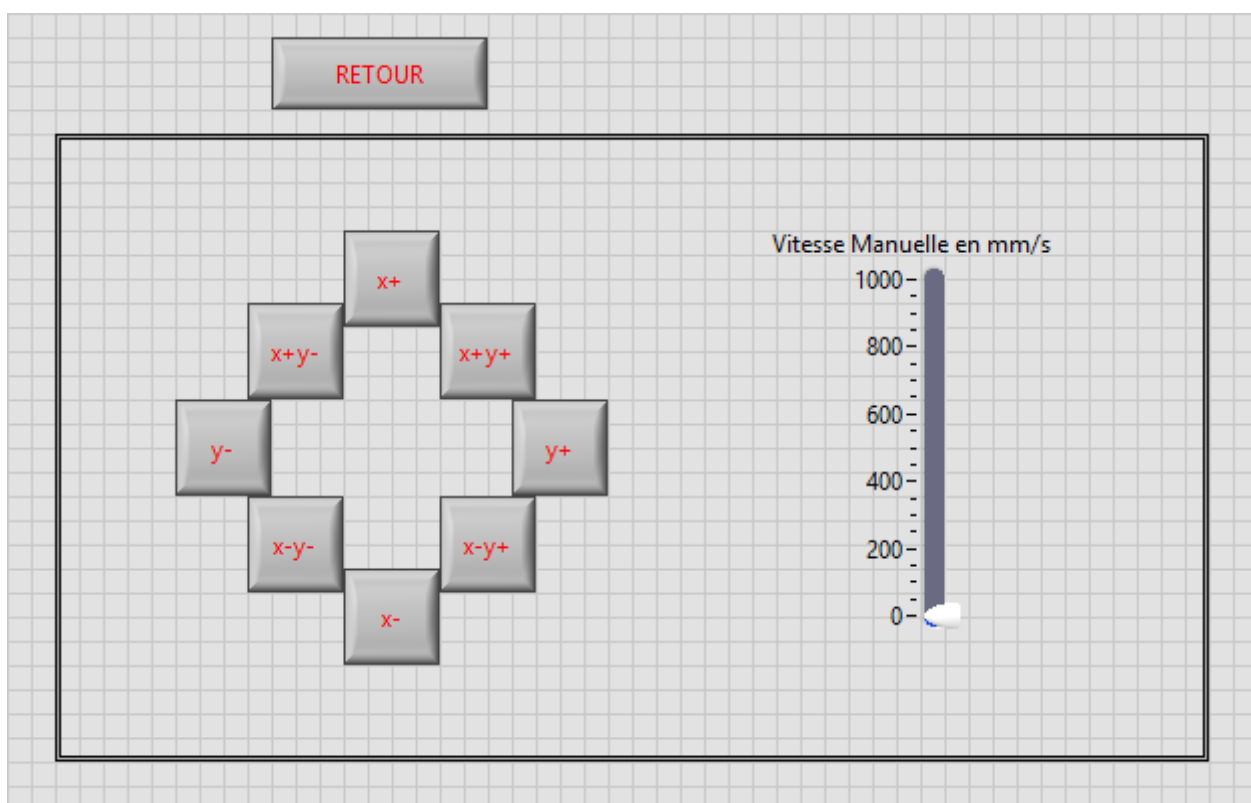 RETOUR
x+
x+y-
x+y+
y-
y+
x-y-
x-y+
x-
Vitesse Manuelle en mm/s
1000
800
600
400
200
0